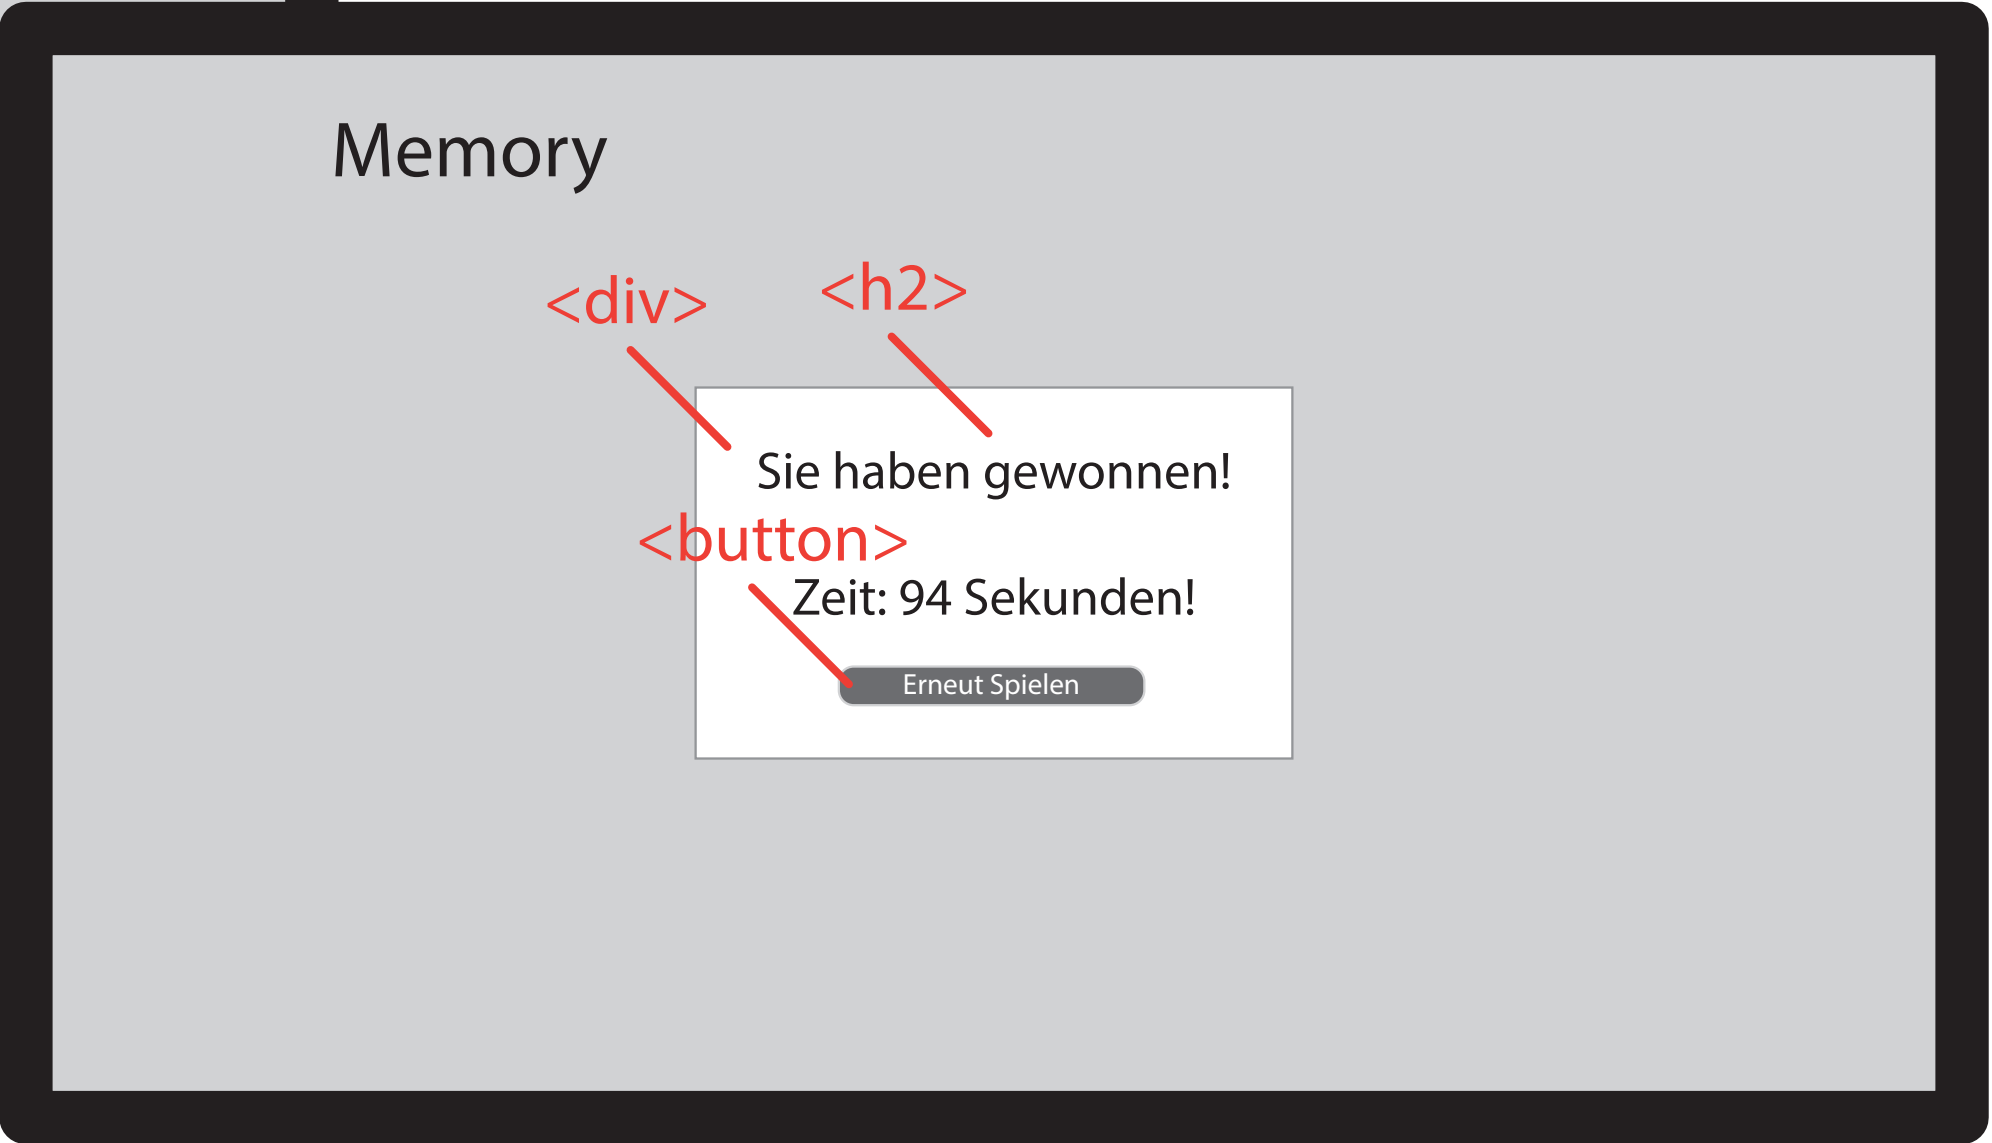 Memory
<div>
<h2>
Sie haben gewonnen!
<button>
Zeit: 94 Sekunden!
Erneut Spielen